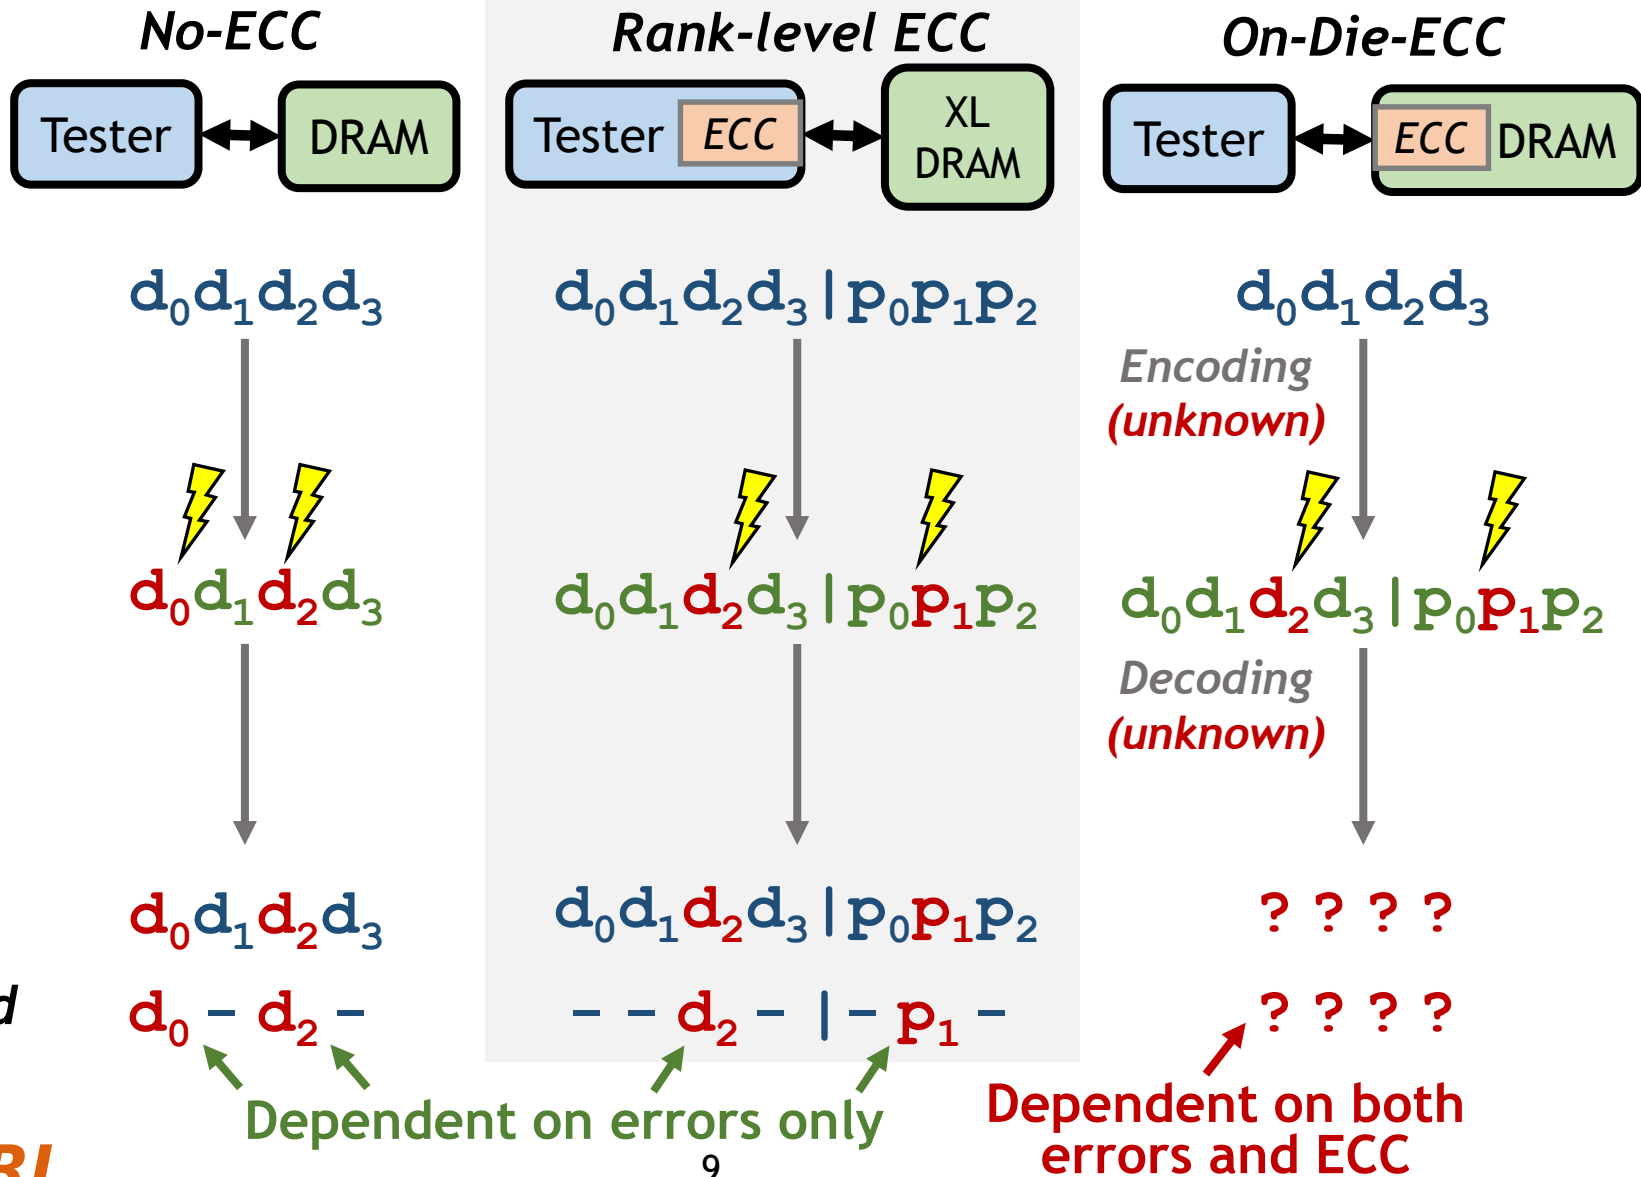 No-ECC
Rank-level ECC
On-Die-ECC
Tester
DRAM
Tester
ECC
XL
DRAM
Tester
ECC
DRAM
d0d1d2d3
d0d1d2d3|p0p1p2
d0d1d2d3
Encoding
(unknown)
d0d1d2d3
d0d1d2d3|p0p1p2
d0d1d2d3|p0p1p2
Decoding
(unknown)
d0d1d2d3
d0d1d2d3|p0p1p2
? ? ? ?
d0 – d2 –
– – d2 – | – p1 –
? ? ? ?
Dependent on errors only
Dependent on both
errors and ECC
9